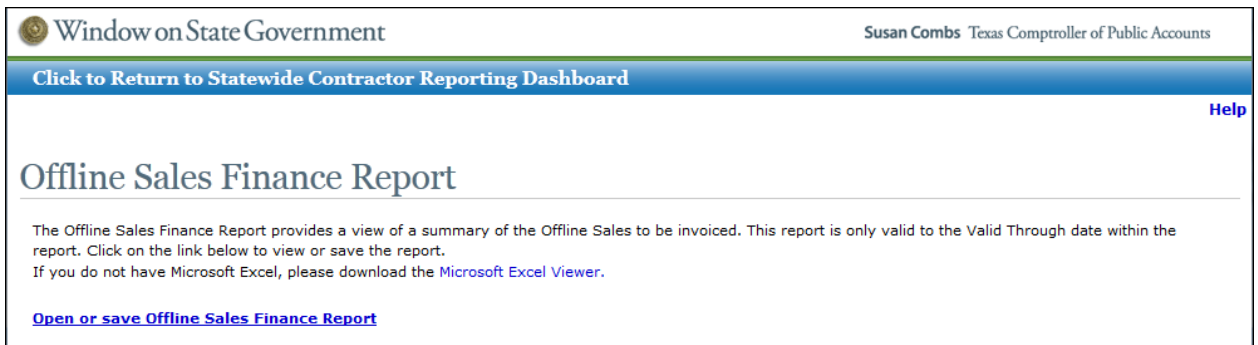 Window on State Government
Susan Combs Texas Comptroller of Public Accounts
Click to Return to Statewide Contractor Reporting Dashboard
Help
Offline Sales Finance Report
The Offline Sales Finance Report provides a view of a summary of the Offline Sales to be invoiced. This report is only valid to the Valid Through date within the
report. Click on the link below to view or save the report.
If you do not have Microsoft Excel, please download the Microsoft Excel Viewer.
Open or save Offline Sales Finance Report